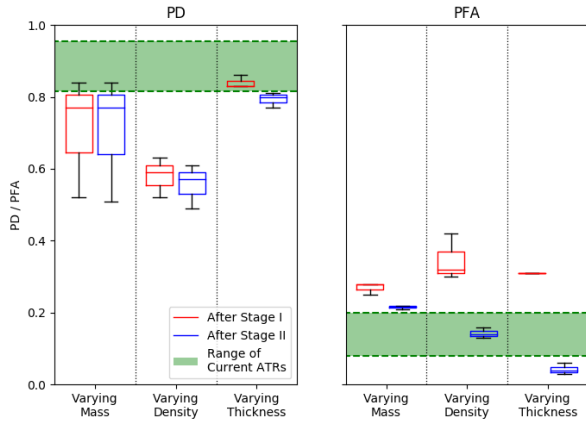 PD
PFA
PD / PFA
1.0
0.8
0.6
0.4
0.2
0.0
After Stage I
After Stage II
Range of
Current ATRs
Varying
Mass
Varying
Density
Varying
Thickness
Varying
Mass
Varying
Density
Varying
Thickness